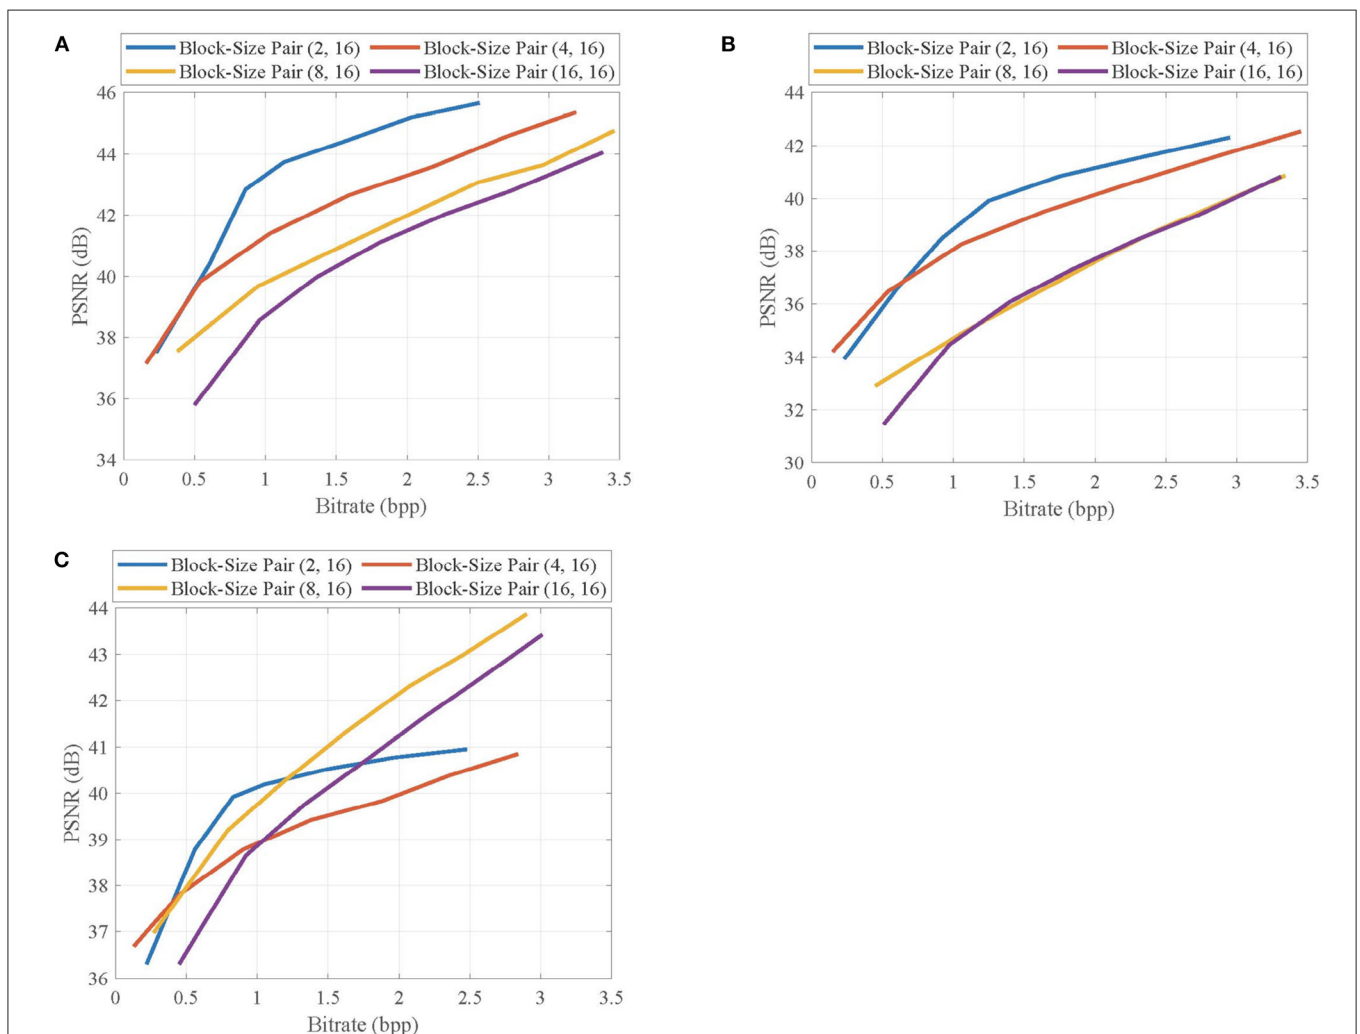 A
Block-Size Pair (2, 16) Block-Size Pair (4, 16)
Block-Size Pair (8, 16) Block-Size Pair (16, 16)
46
44
42
40
38
36
34
PSNR (dB)
0 0.5 1 1.5 2 2.5 3 3.5
Bitrate (bpp)
B
Block-Size Pair (2, 16) Block-Size Pair (4, 16)
Block-Size Pair (8, 16) Block-Size Pair (16, 16)
44
42
40
38
36
34
32
30
PSNR (dB)
0 0.5 1 1.5 2 2.5 3 3.5
Bitrate (bpp)
C
Block-Size Pair (2, 16) Block-Size Pair (4, 16)
Block-Size Pair (8, 16) Block-Size Pair (16, 16)
44
43
42
41
40
39
38
37
36
PSNR (dB)
0 0.5 1 1.5 2 2.5 3 3.5
Bitrate (bpp)